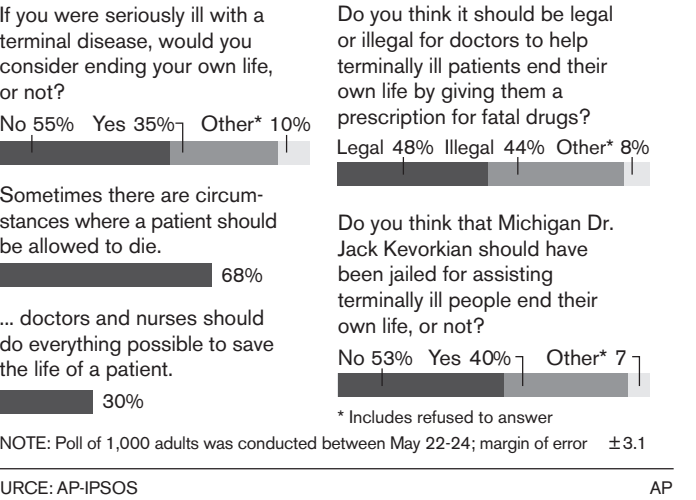 If you were seriously ill with a
terminal disease, would you
consider ending your own life,
or not?
No 55% Yes 35% Other* 10%
Sometimes there are circum-
stances where a patient should
be allowed to die.
68%
... doctors and nurses should
do everything possible to save
the life of a patient.
30%
Do you think it should be legal
or illegal for doctors to help
terminally ill patients end their
own life by giving them a
prescription for fatal drugs?
Legal 48% Illegal 44% Other* 8%
Do you think that Michigan Dr.
Jack Kevorkian should have
been jailed for assisting
terminally ill people end their
own life, or not?
No 53% Yes 40% Other* 7
* Includes refused to answer
NOTE: Poll of 1,000 adults was conducted between May 22-24; margin of error ±3.1
URCE: AP-IPSOS AP